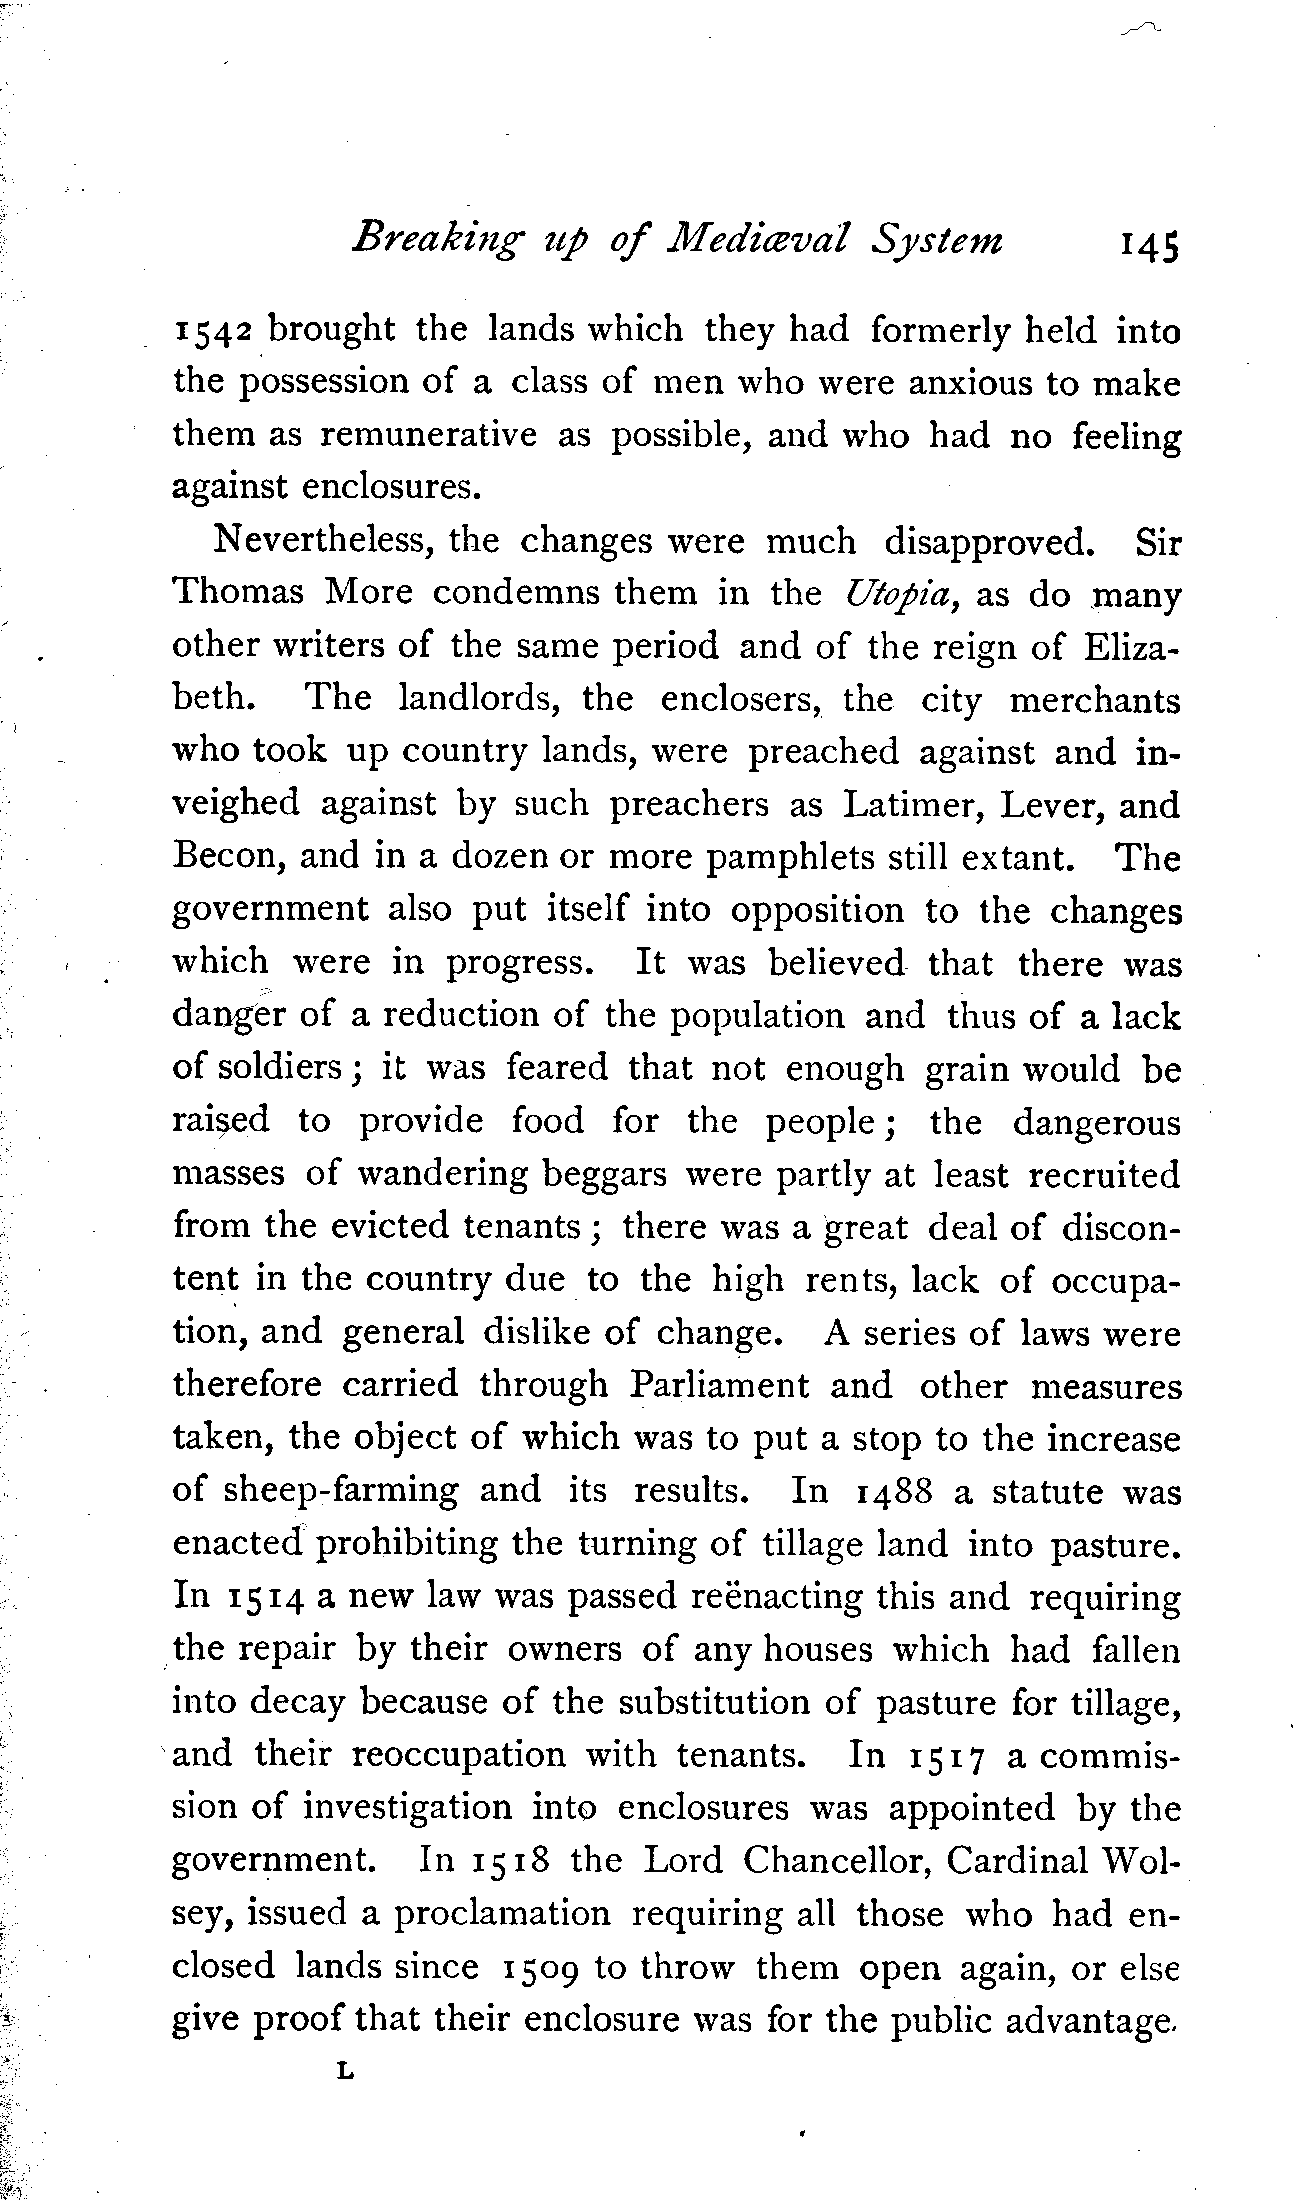 Breaking up of Mediæval System 145
1542 brought the lands which they had formerly held into
the possession of a class of men who were anxious to make
them as remunerative as possible, and who had no feeling
against enclosures.
Nevertheless, the changes were much disapproved. Sir
Thomas More condemns them in the Utopia, as do many
other writers of the same period and of the reign of Eliza-
beth. The landlords, the enclosers, the city merchants
who took up country lands, were preached against and in-
veighed against by such preachers as Latimer, Lever, and
Becon, and in a dozen or more pamphlets still extant. The
government also put itself into opposition to the changes
which were in progress. It was believed that there was
danger of a reduction of the population and thus of a lack
of soldiers; it was feared that not enough grain would be
raised to provide food for the people; the dangerous
masses of wandering beggars were partly at least recruited
from the evicted tenants; there was a great deal of discon-
tent in the country due to the high rents, lack of occupa-
tion, and general dislike of change. A series of laws were
therefore carried through Parliament and other measures
taken, the object of which was to put a stop to the increase
of sheep-farming and its results. In 1488 a statute was
enacted prohibiting the turning of tillage land into pasture.
In 1514 a new law was passed reënacting this and requiring
the repair by their owners of any houses which had fallen
into decay because of the substitution of pasture for tillage,
and their reoccupation with tenants. In 1517 a commis-
sion of investigation into enclosures was appointed by the
government. In 1518 the Lord Chancellor, Cardinal Wol-
sey, issued a proclamation requiring all those who had en-
closed lands since 1509 to throw them open again, or else
give proof that their enclosure was for the public advantage.
L